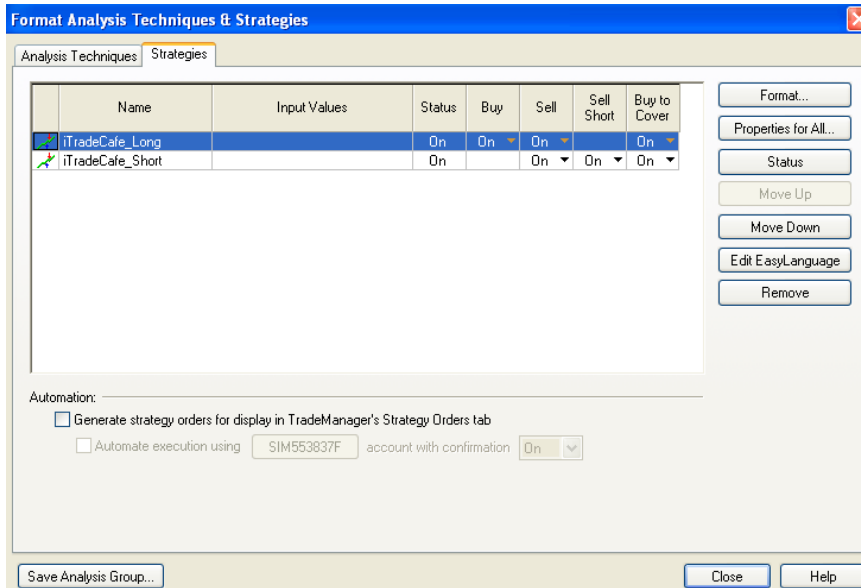 Format Analysis Techniques & Strategies
Analysis Techniques Strategies
Name Input Values Status Buy Sell Sell Short Buy to Cover
iTradeCafe_Long On On On On
iTradeCafe_Short On On On On
Format...
Properties for All...
Status
Move Up
Move Down
Edit EasyLanguage
Remove
Automation:
Generate strategy orders for display in TradeManager's Strategy Orders tab
Automate execution using SIM553837F account with confirmation On
Save Analysis Group... Close Help